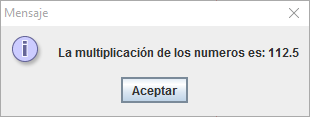 Mensaje
La multiplicación de los numeros es: 112.5
Aceptar